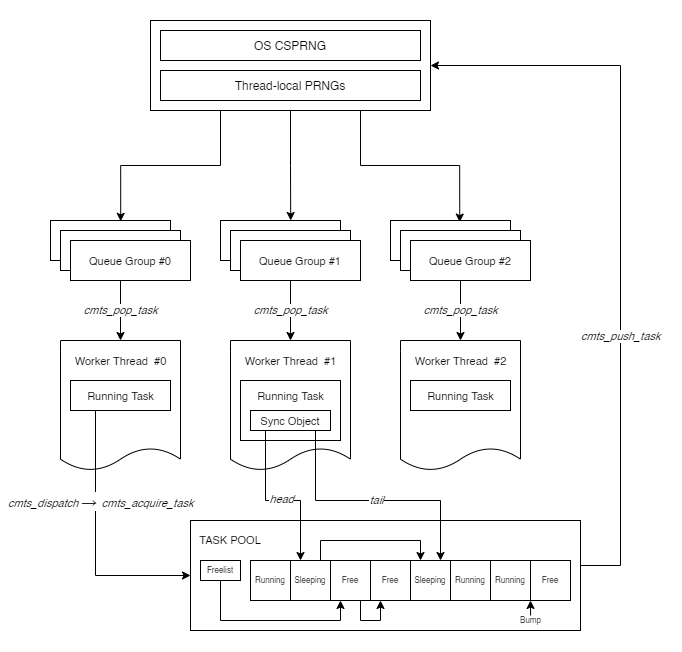 OS CSPRNG
Thread-local PRNGs
Queue Group #0
Queue Group #1
Queue Group #2
cmts_pop_task
cmts_pop_task
cmts_pop_task
cmts_push_task
Worker Thread #0
Worker Thread #1
Worker Thread #2
Running Task
Running Task
Running Task
Sync Object
head
tail
cmts_dispatch → cmts_acquire_task
TASK POOL
Freelist
Running
Sleeping
Free
Free
Sleeping
Running
Running
Free
Bump